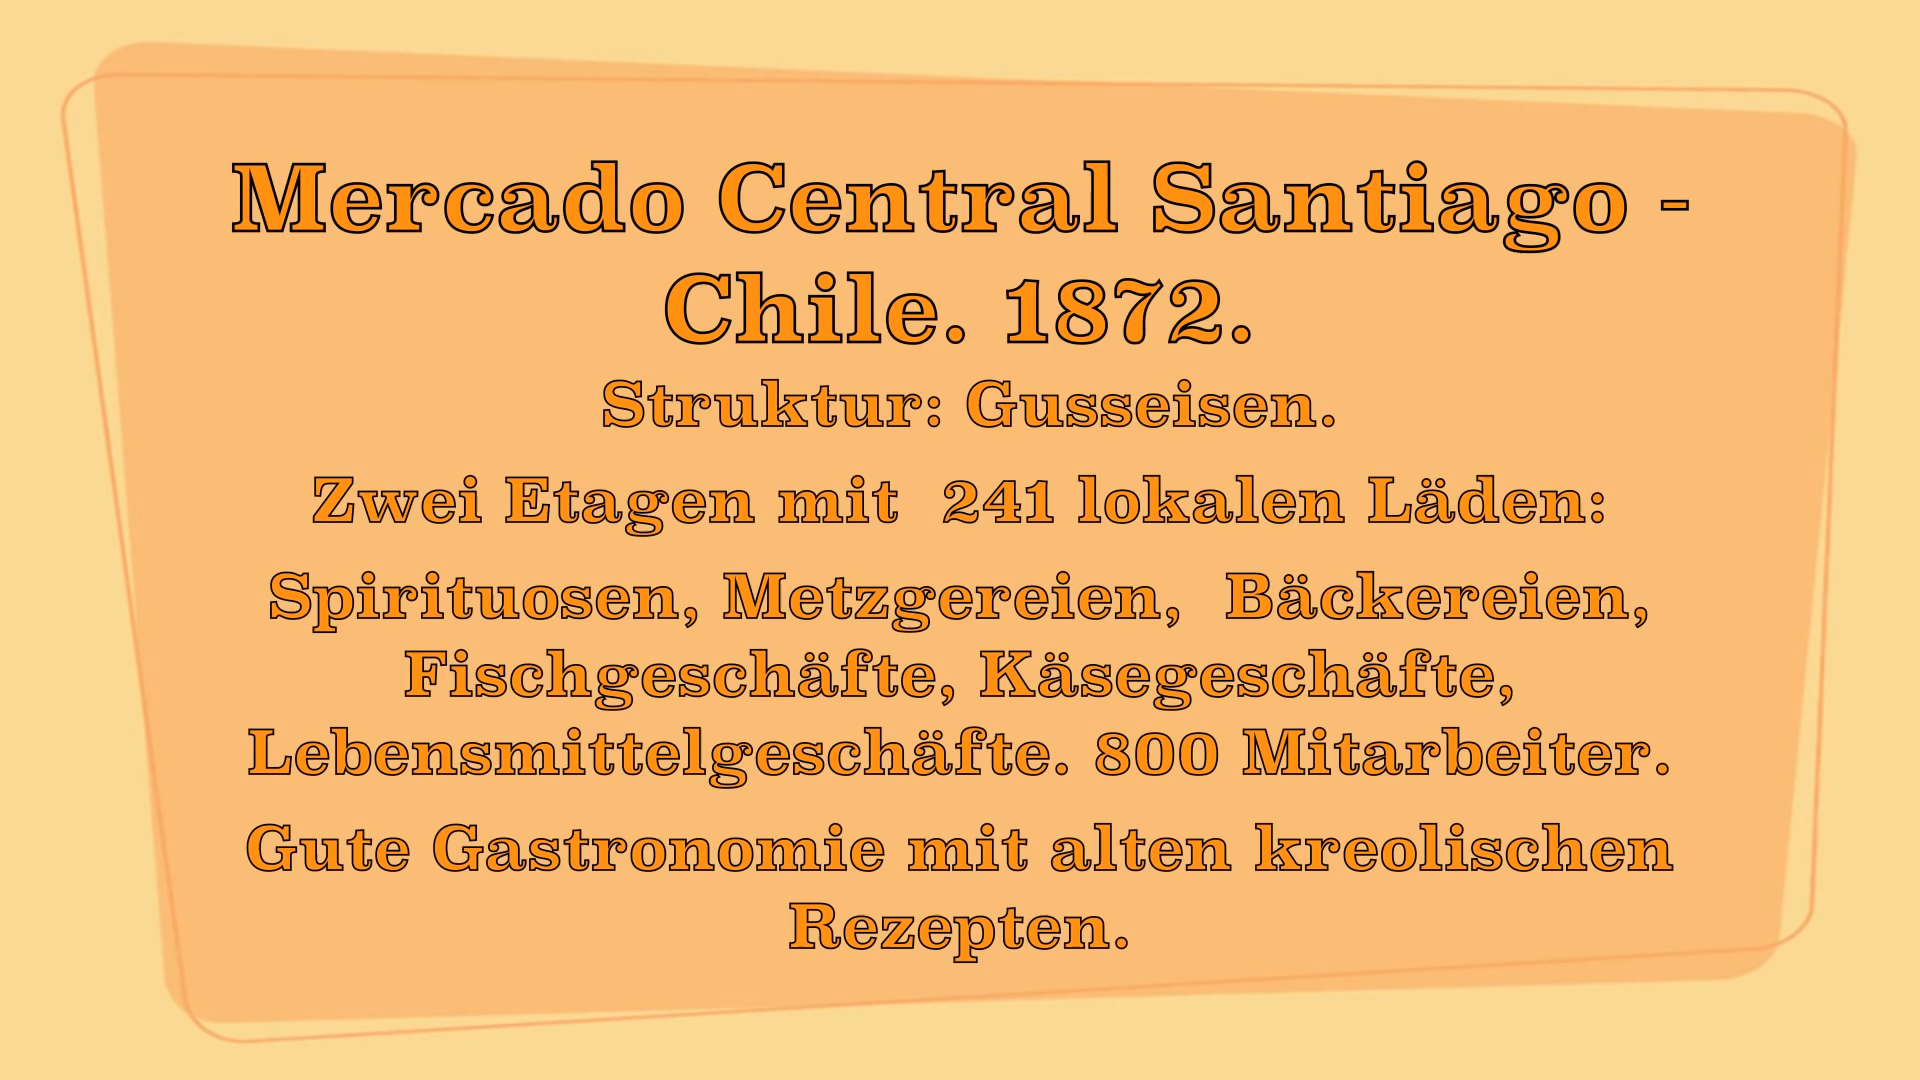 Mercado Central Santiago -
Chile. 1872.
Struktur: Gusseisen.
Zwei Etagen mit  241 lokalen Läden:
Spirituosen, Metzgereien,  Bäckereien,
Fischgeschäfte, Käsegeschäfte,
Lebensmittelgeschäfte. 800 Mitarbeiter.
Gute Gastronomie mit alten kreolischen
Rezepten.